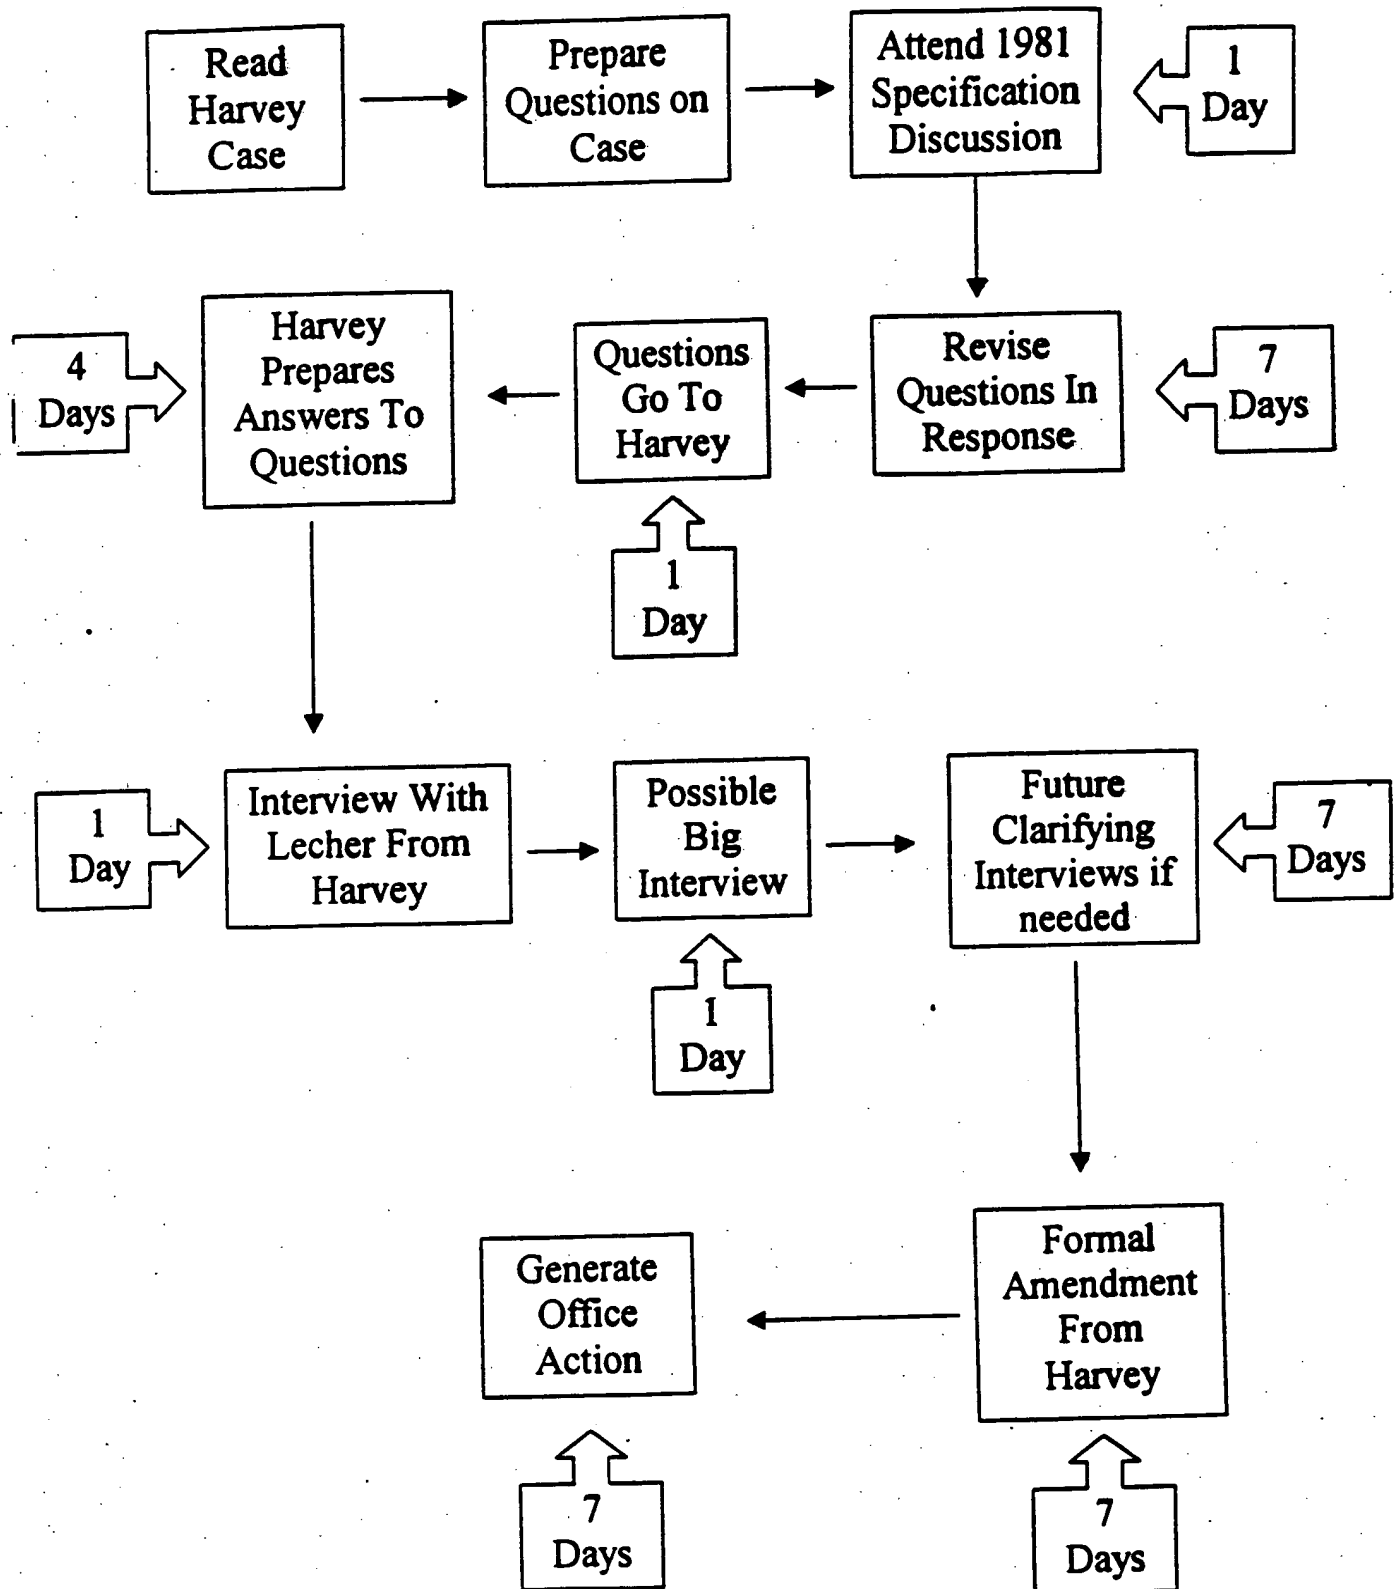 Read
Harvey
Case
Prepare
Questions on
Case
Attend 1981
Specification
Discussion
1
Day
4
Days
Harvey
Prepares
Answers To
Questions
Questions
Go To
Harvey
Revise
Questions In
Response
7
Days
1
Day
1
Day
Interview With
Lecher From
Harvey
Possible
Big
Interview
Future
Clarifying
Interviews if
needed
7
Days
1
Day
Generate
Office
Action
Formal
Amendment
From
Harvey
7
Days
7
Days